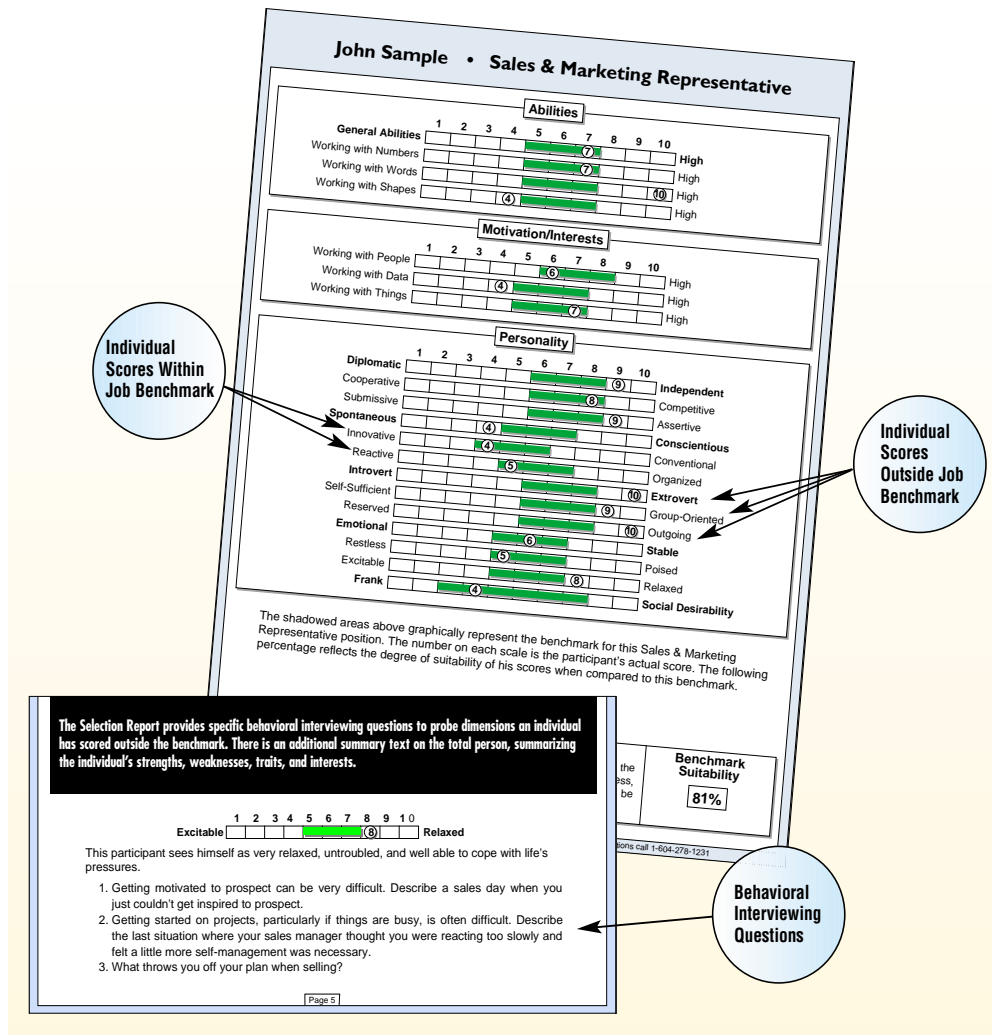 John Sample • Sales & Marketing Representative
Abilities
1 2 3 4 5 6 7 8 9 10
General Abilities 7 High
Working with Numbers 7 High
Working with Words 10 High
Working with Shapes 4 High
Motivation/Interests
1 2 3 4 5 6 7 8 9 10
Working with People 6 High
Working with Data 4 High
Working with Things 7 High
Personality
1 2 3 4 5 6 7 8 9 10
Diplomatic 9 Independent
Cooperative 8 Competitive
Submissive 9 Assertive
Spontaneous 4 Conscientious
Innovative 4 Conventional
Reactive 5 Organized
Introvert 10 Extrovert
Self-Sufficient 9 Group-Oriented
Reserved 10 Outgoing
Emotional 6 Stable
Restless 5 Poised
Excitable 8 Relaxed
Frank 4 Social Desirability
Individual
Scores Within
Job Benchmark
Individual
Scores
Outside Job
Benchmark
The shadowed areas above graphically represent the benchmark for this Sales & Marketing
Representative position. The number on each scale is the participant's actual score. The following
percentage reflects the degree of suitability of his scores when compared to this benchmark.
the
ess,
be
Benchmark
Suitability
81%
tions call 1-604-278-1231
The Selection Report provides specific behavioral interviewing questions to probe dimensions an individual
has scored outside the benchmark. There is an additional summary text on the total person, summarizing
the individual's strengths, weaknesses, traits, and interests.
1 2 3 4 5 6 7 8 9 10
Excitable 8 Relaxed
This participant sees himself as very relaxed, untroubled, and well able to cope with life's
pressures.
1. Getting motivated to prospect can be very difficult. Describe a sales day when you
just couldn't get inspired to prospect.
2. Getting started on projects, particularly if things are busy, is often difficult. Describe
the last situation where your sales manager thought you were reacting too slowly and
felt a little more self-management was necessary.
3. What throws you off your plan when selling?
Page 5
Behavioral
Interviewing
Questions